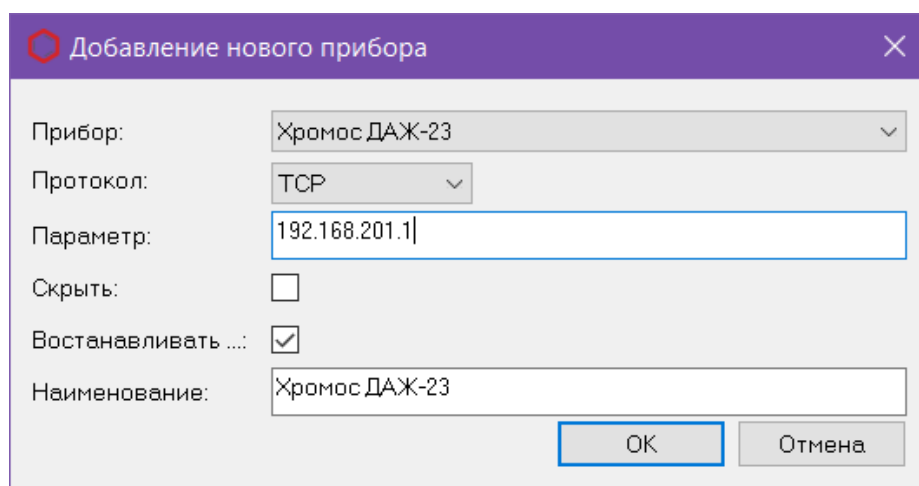 Добавление нового прибора
Прибор: Хромос ДАЖ-23
Протокол: TCP
Параметр: 192.168.201.1
Скрыть:
Востанавливать ...:
Наименование: Хромос ДАЖ-23
OK Отмена